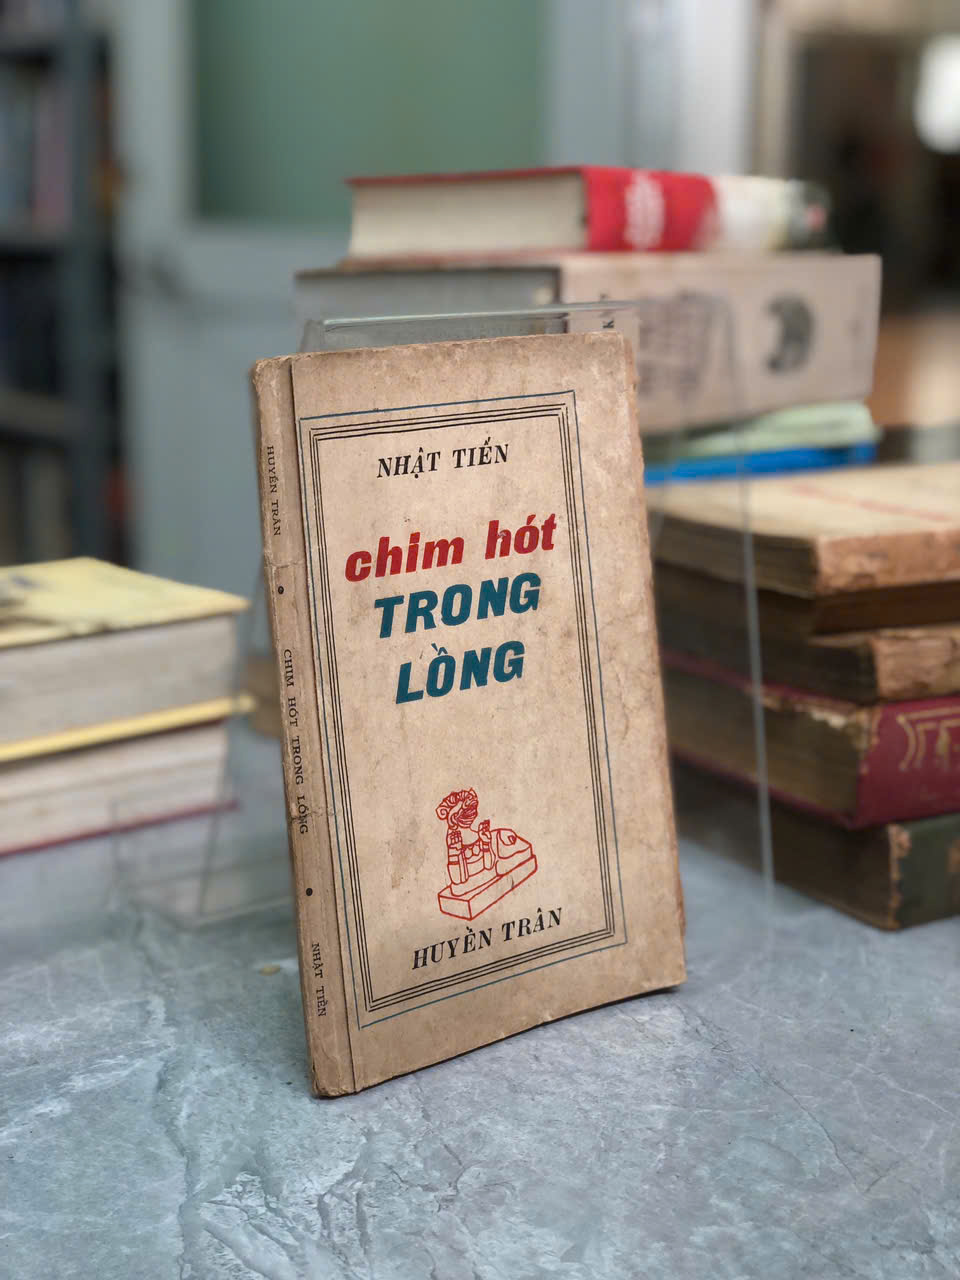 NHẬT TIẾN
chim hót
TRONG
LỒNG
HUYỀN TRÂN
HUYỀN TRÂN • CHIM HÓT TRONG LỒNG • NHẬT TIẾN